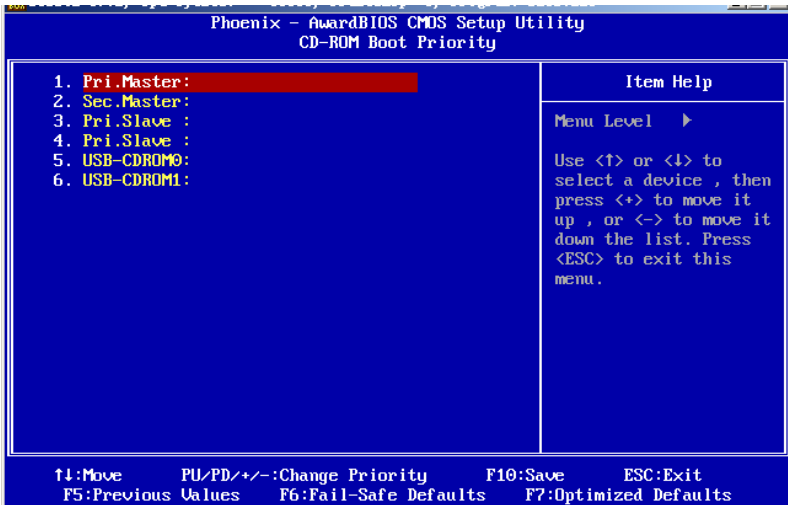 Phoenix - AwardBIOS CMOS Setup Utility
CD-ROM Boot Priority
1. Pri.Master:
2. Sec.Master:
3. Pri.Slave :
4. Pri.Slave :
5. USB-CDROM0:
6. USB-CDROM1:
Item Help
Menu Level ▶
Use <↑> or <↓> to
select a device , then
press <+> to move it
up , or <-> to move it
down the list. Press
<ESC> to exit this
menu.
↑↓:Move PU/PD/+/-:Change Priority F10:Save ESC:Exit
F5:Previous Values F6:Fail-Safe Defaults F7:Optimized Defaults